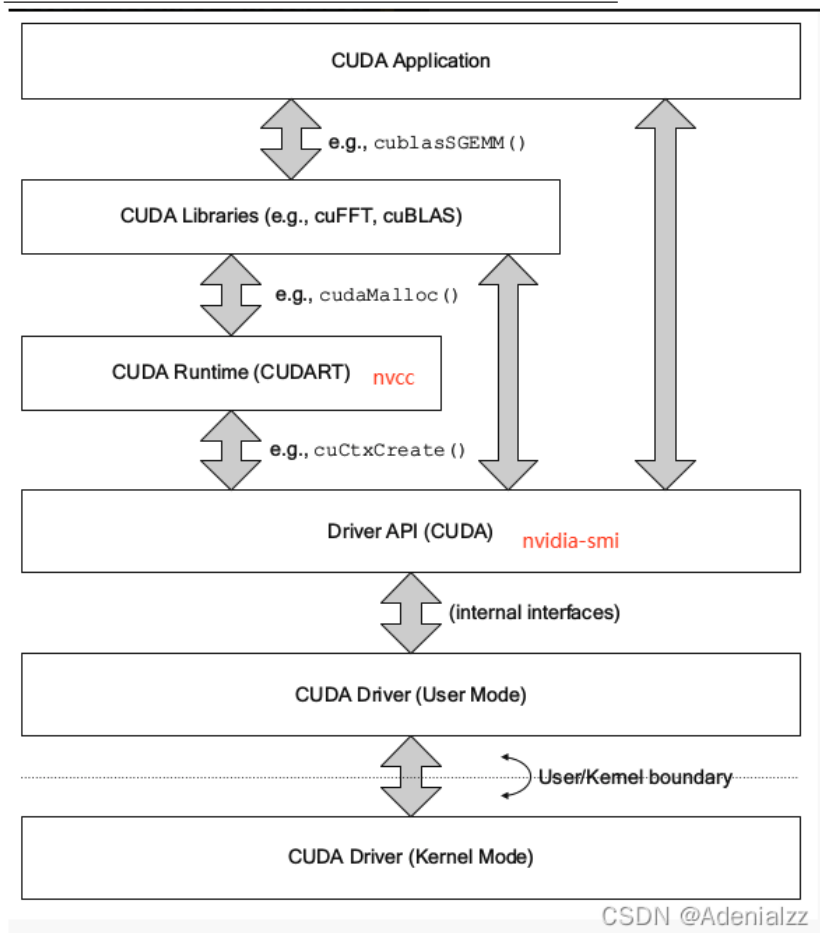 CUDA Application
e.g., cublasSGEMM()
CUDA Libraries (e.g., cuFFT, cuBLAS)
e.g., cudaMalloc()
CUDA Runtime (CUDART) nvcc
e.g., cuCtxCreate()
Driver API (CUDA) nvidia-smi
(internal interfaces)
CUDA Driver (User Mode)
User/Kernel boundary
CUDA Driver (Kernel Mode)
CSDN @Adenialzz